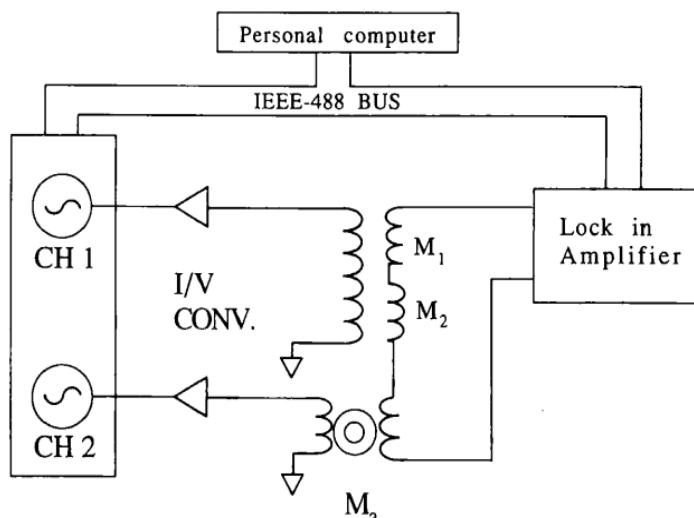 Personal computer
IEEE-488 BUS
CH 1
I/V
CONV.
CH 2
M₁
M₂
M₃
Lock in
Amplifier